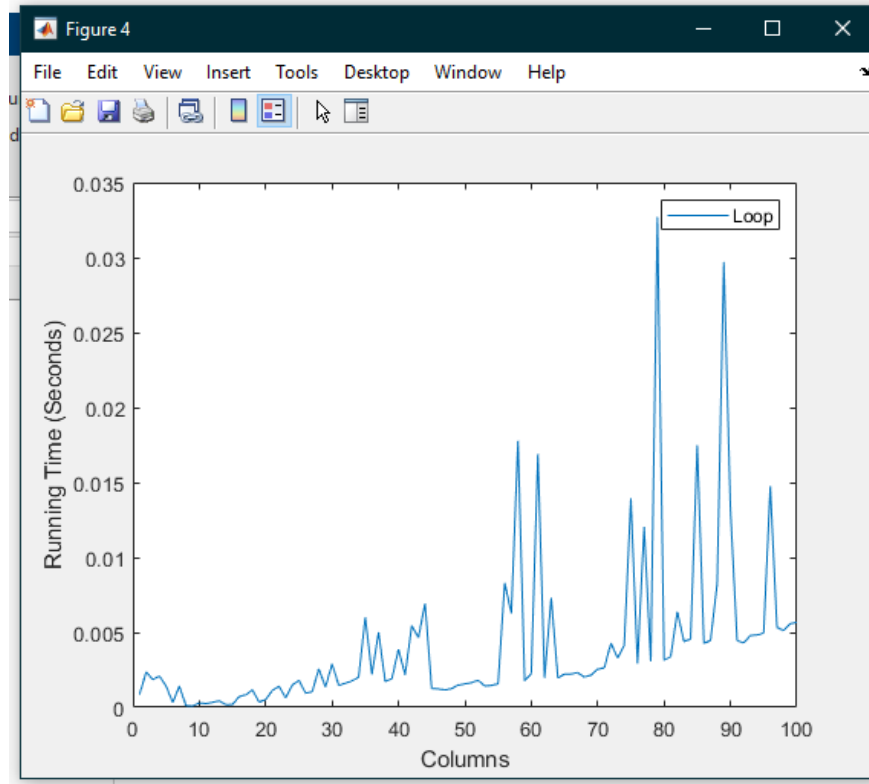 Figure 4
File Edit View Insert Tools Desktop Window Help
u
d
Loop
Running Time (Seconds)
0.035
0.03
0.025
0.02
0.015
0.01
0.005
0
0 10 20 30 40 50 60 70 80 90 100
Columns